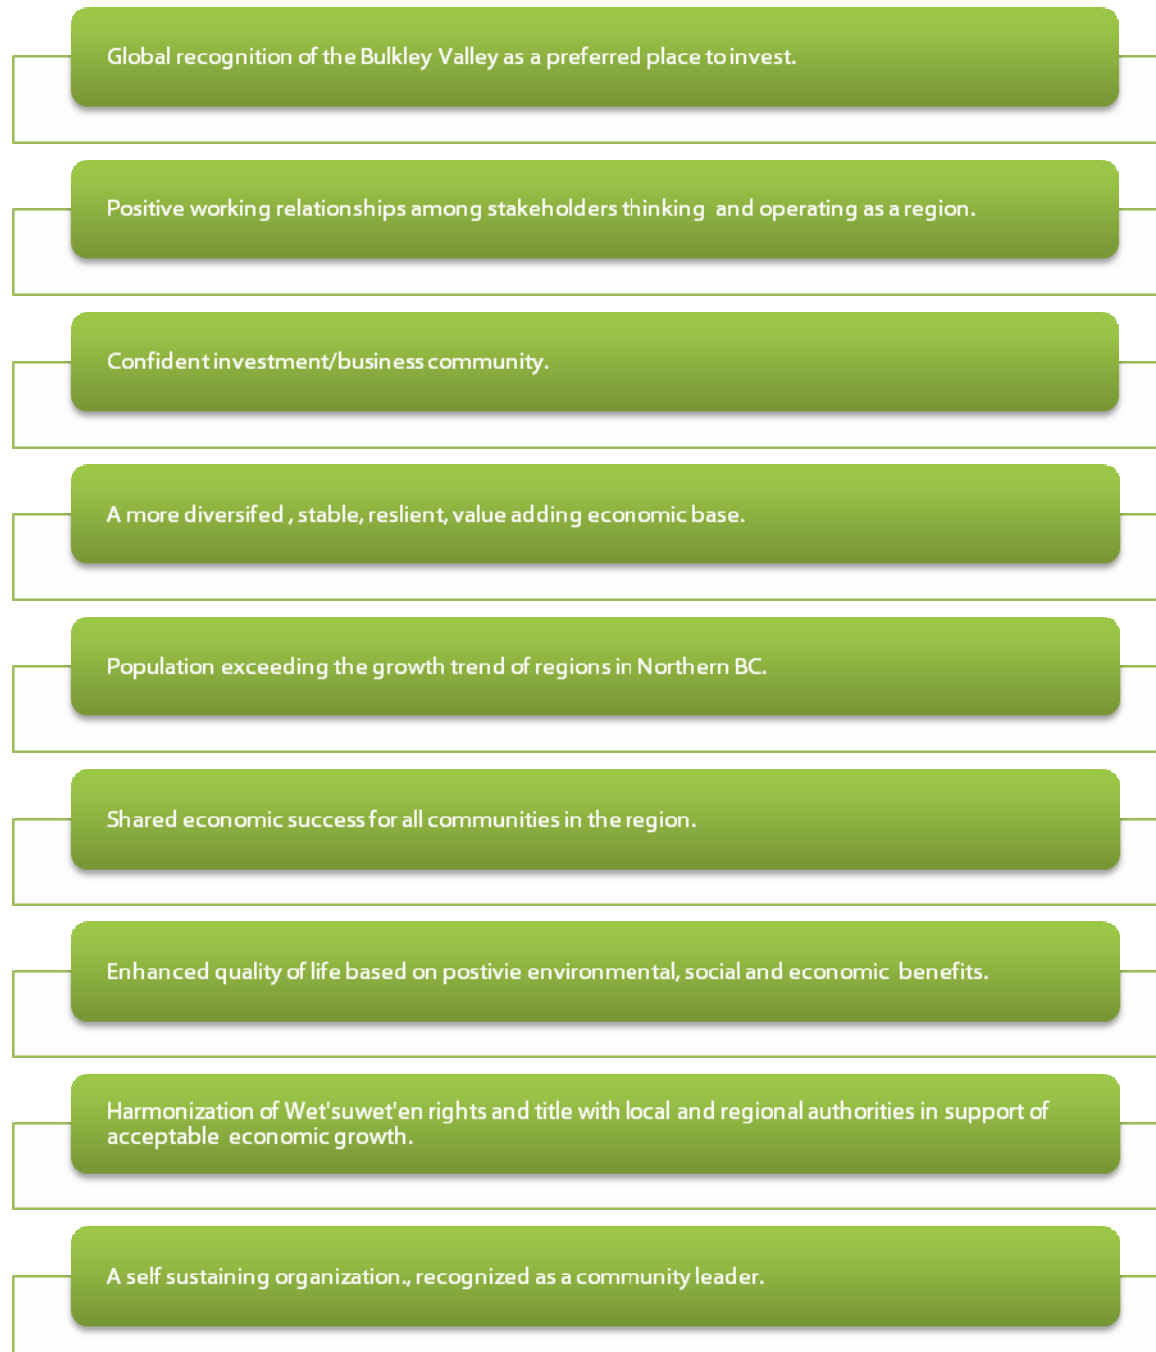 Global recognition of the Bulkley Valley as a preferred place to invest.
Positive working relationships among stakeholders thinking and operating as a region.
Confident investment/business community.
A more diversifed , stable, reslient, value adding economic base.
Population exceeding the growth trend of regions in Northern BC.
Shared economic success for all communities in the region.
Enhanced quality of life based on postivie environmental, social and economic benefits.
Harmonization of Wet'suwet'en rights and title with local and regional authorities in support of
acceptable economic growth.
A self sustaining organization., recognized as a community leader.